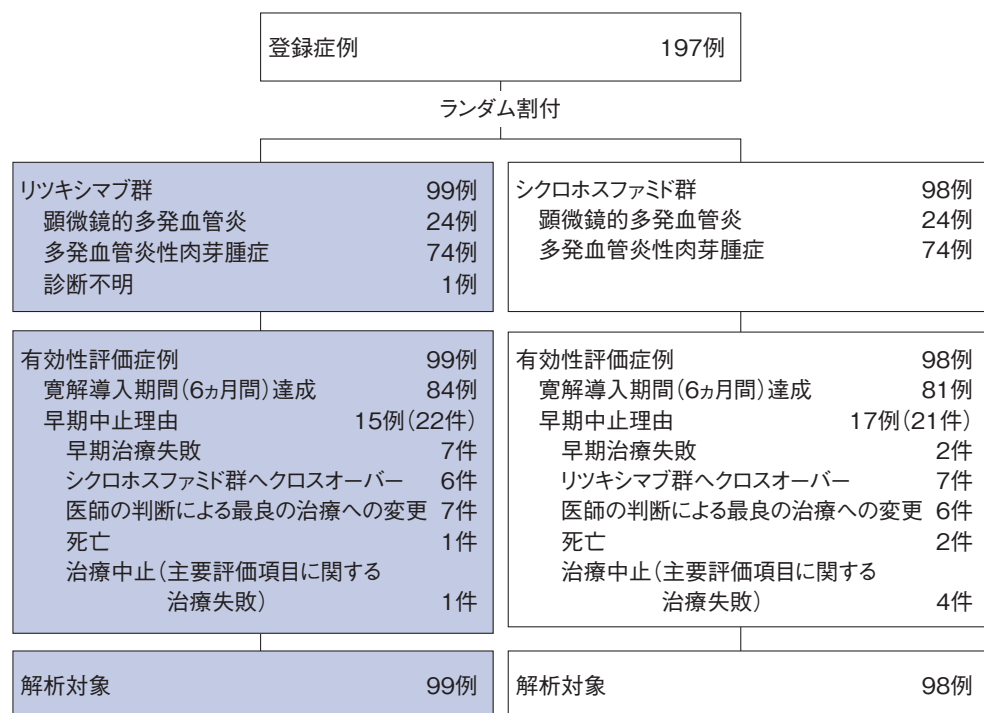 登録症例 197例
ランダム割付
リツキシマブ群 99例
顕微鏡的多発血管炎 24例
多発血管炎性肉芽腫症 74例
診断不明 1例
シクロホスファミド群 98例
顕微鏡的多発血管炎 24例
多発血管炎性肉芽腫症 74例
有効性評価症例 99例
寛解導入期間(6ヵ月間)達成 84例
早期中止理由 15例(22件)
早期治療失敗 7件
シクロホスファミド群へクロスオーバー 6件
医師の判断による最良の治療への変更 7件
死亡 1件
治療中止(主要評価項目に関する
治療失敗) 1件
有効性評価症例 98例
寛解導入期間(6ヵ月間)達成 81例
早期中止理由 17例(21件)
早期治療失敗 2件
リツキシマブ群へクロスオーバー 7件
医師の判断による最良の治療への変更 6件
死亡 2件
治療中止(主要評価項目に関する
治療失敗) 4件
解析対象 99例
解析対象 98例